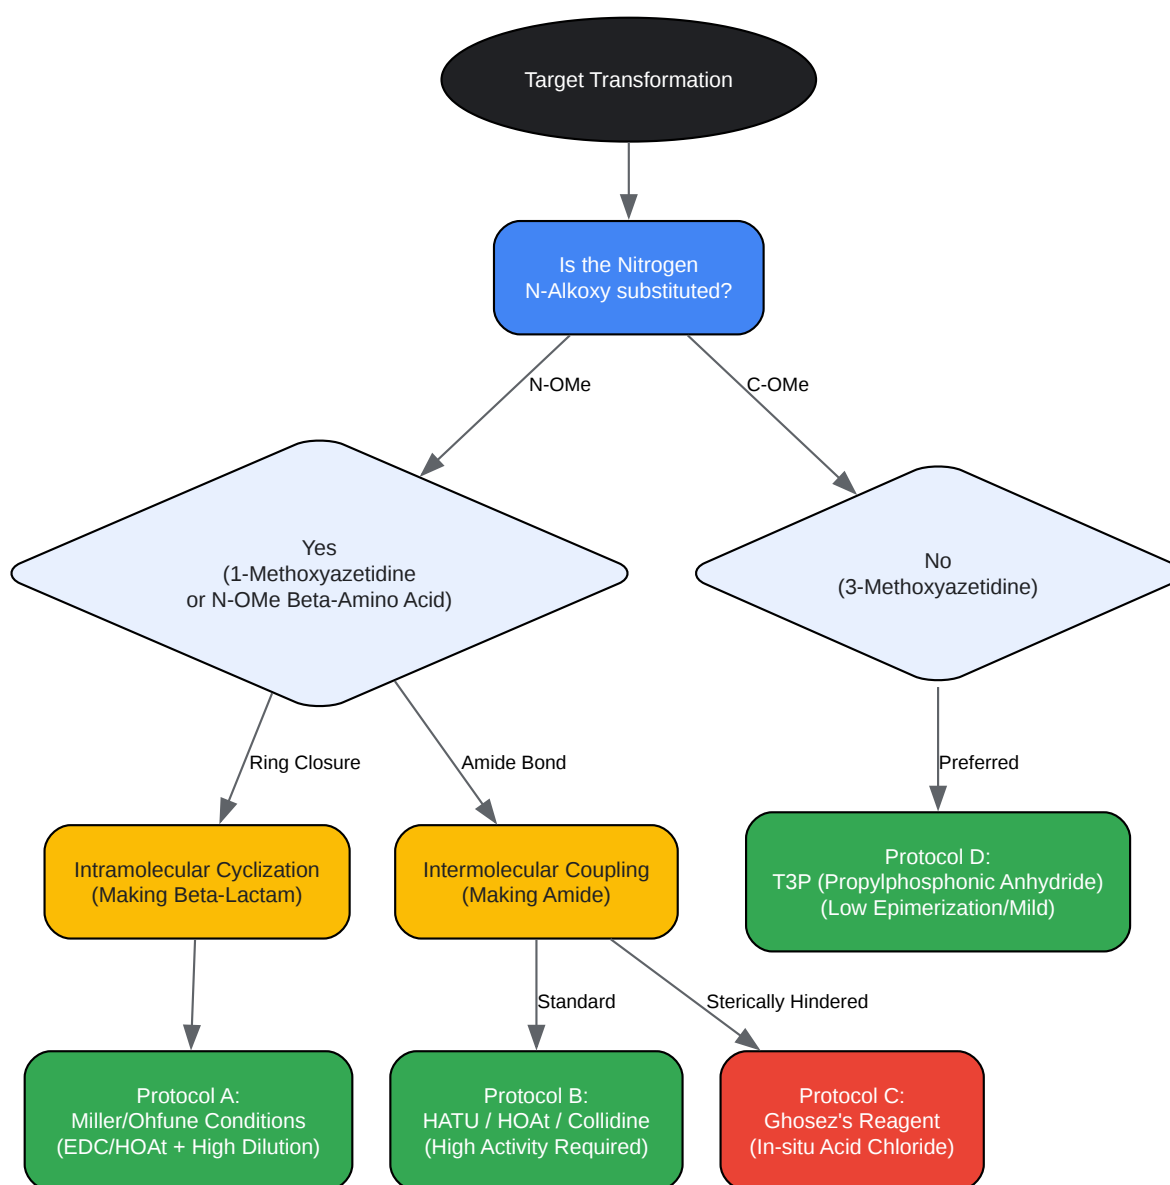 Target Transformation
Is the Nitrogen
N-Alkoxy substituted?
N-OMe
C-OMe
Yes
(1-Methoxyazetidine
or N-OMe Beta-Amino Acid)
No
(3-Methoxyazetidine)
Ring Closure
Amide Bond
Preferred
Intramolecular Cyclization
(Making Beta-Lactam)
Intermolecular Coupling
(Making Amide)
Protocol D:
T3P (Propylphosphonic Anhydride)
(Low Epimerization/Mild)
Standard
Sterically Hindered
Protocol A:
Miller/Ohfune Conditions
(EDC/HOAt + High Dilution)
Protocol B:
HATU / HOAt / Collidine
(High Activity Required)
Protocol C:
Ghosez's Reagent
(In-situ Acid Chloride)